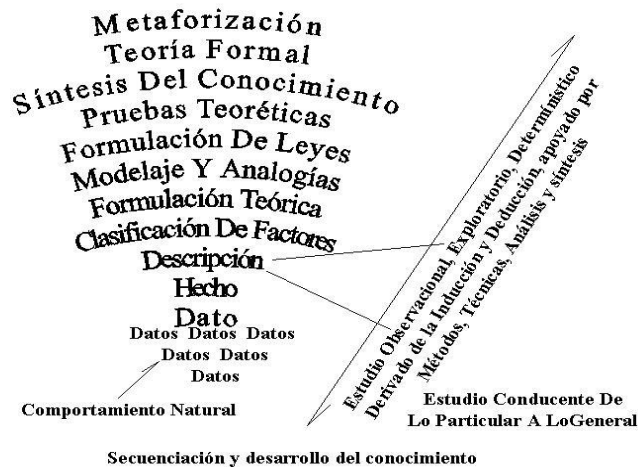 Metaforización
Teoría Formal
Síntesis Del Conocimiento
Pruebas Teoréticas
Formulación De Leyes
Modelaje Y Analogías
Formulación Teórica
Clasificación De Factores
Descripción
Hecho
Dato
Datos Datos Datos
Datos Datos
Datos
Comportamiento Natural
Estudio Observacional, Exploratorio, Determínístico
Derivado de la Inducción y Deducción, apoyado por
Métodos, Técnicas, Análisis y síntesis
Estudio Conducente De
Lo Particular A LoGeneral
Secuenciación y desarrollo del conocimiento